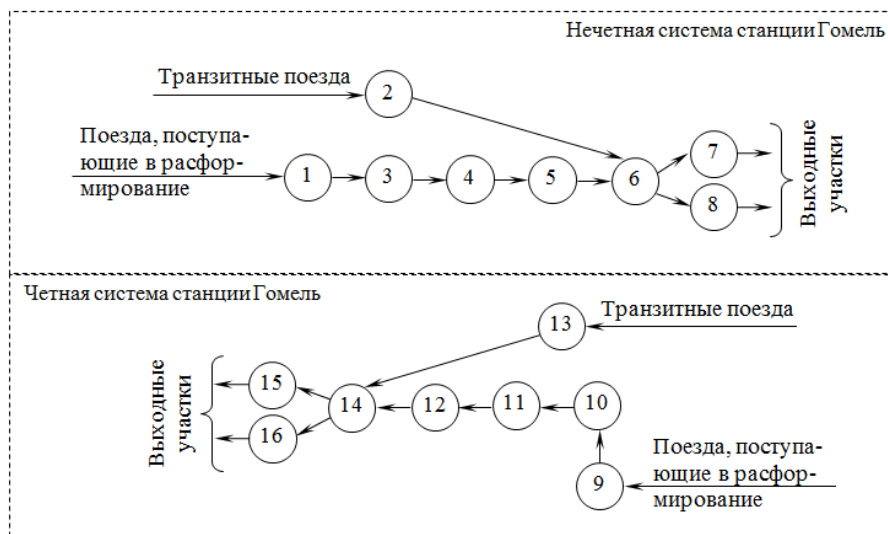 Нечетная система станции Гомель
Транзитные поезда
2
Поезда, поступа-
ющие в расфор-
мирование
1
3
4
5
6
7
8
Выходные
участки
Четная система станции Гомель
13
Транзитные поезда
Выходные
участки
15
16
14
12
11
10
9
Поезда, поступа-
ющие в расфор-
мирование